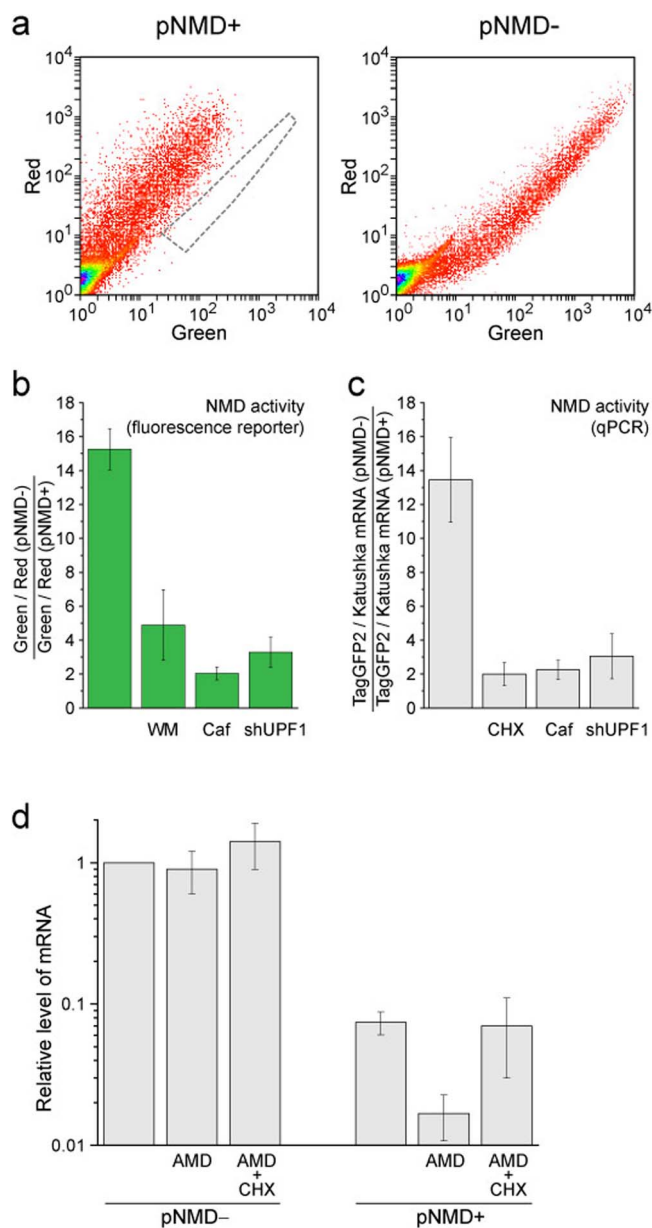 a
pNMD+
pNMD-
10⁴
10³
10²
10¹
10⁰
Red
10⁰ 10¹ 10² 10³ 10⁴
Green
10⁴
10³
10²
10¹
10⁰
Red
10⁰ 10¹ 10² 10³ 10⁴
Green
b
NMD activity
(fluorescence reporter)
Green / Red (pNMD-)
Green / Red (pNMD+)
18
16
14
12
10
8
6
4
2
0
WM Caf shUPF1
c
NMD activity
(qPCR)
TagGFP2 / Katushka mRNA (pNMD-)
TagGFP2 / Katushka mRNA (pNMD+)
18
16
14
12
10
8
6
4
2
0
CHX Caf shUPF1
d
Relative level of mRNA
1
0.1
0.01
AMD
AMD
+
CHX
pNMD–
AMD
AMD
+
CHX
pNMD+